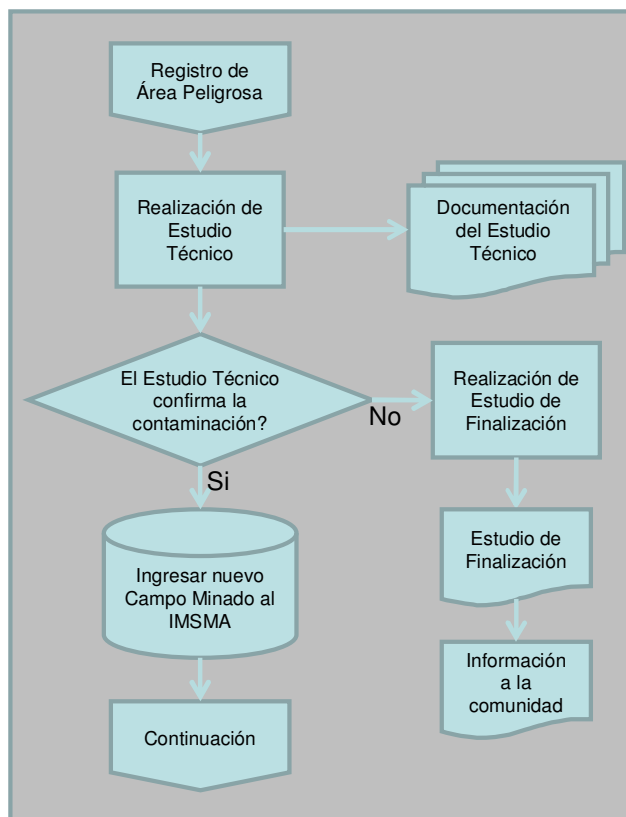 Registro de
Área Peligrosa
Realización de
Estudio
Técnico
Documentación
del Estudio
Técnico
El Estudio Técnico
confirma la
contaminación?
No
Realización de
Estudio de
Finalización
Si
Ingresar nuevo
Campo Minado al
IMSMA
Estudio de
Finalización
Información
a la
comunidad
Continuación